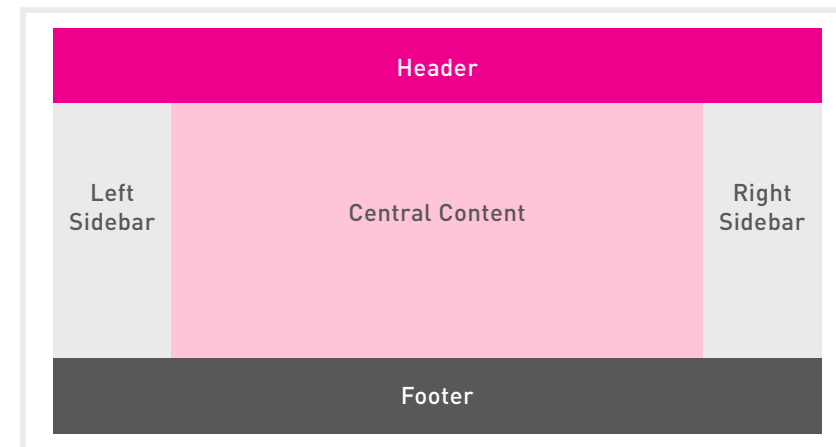 Header
Left
Sidebar
Central Content
Right
Sidebar
Footer